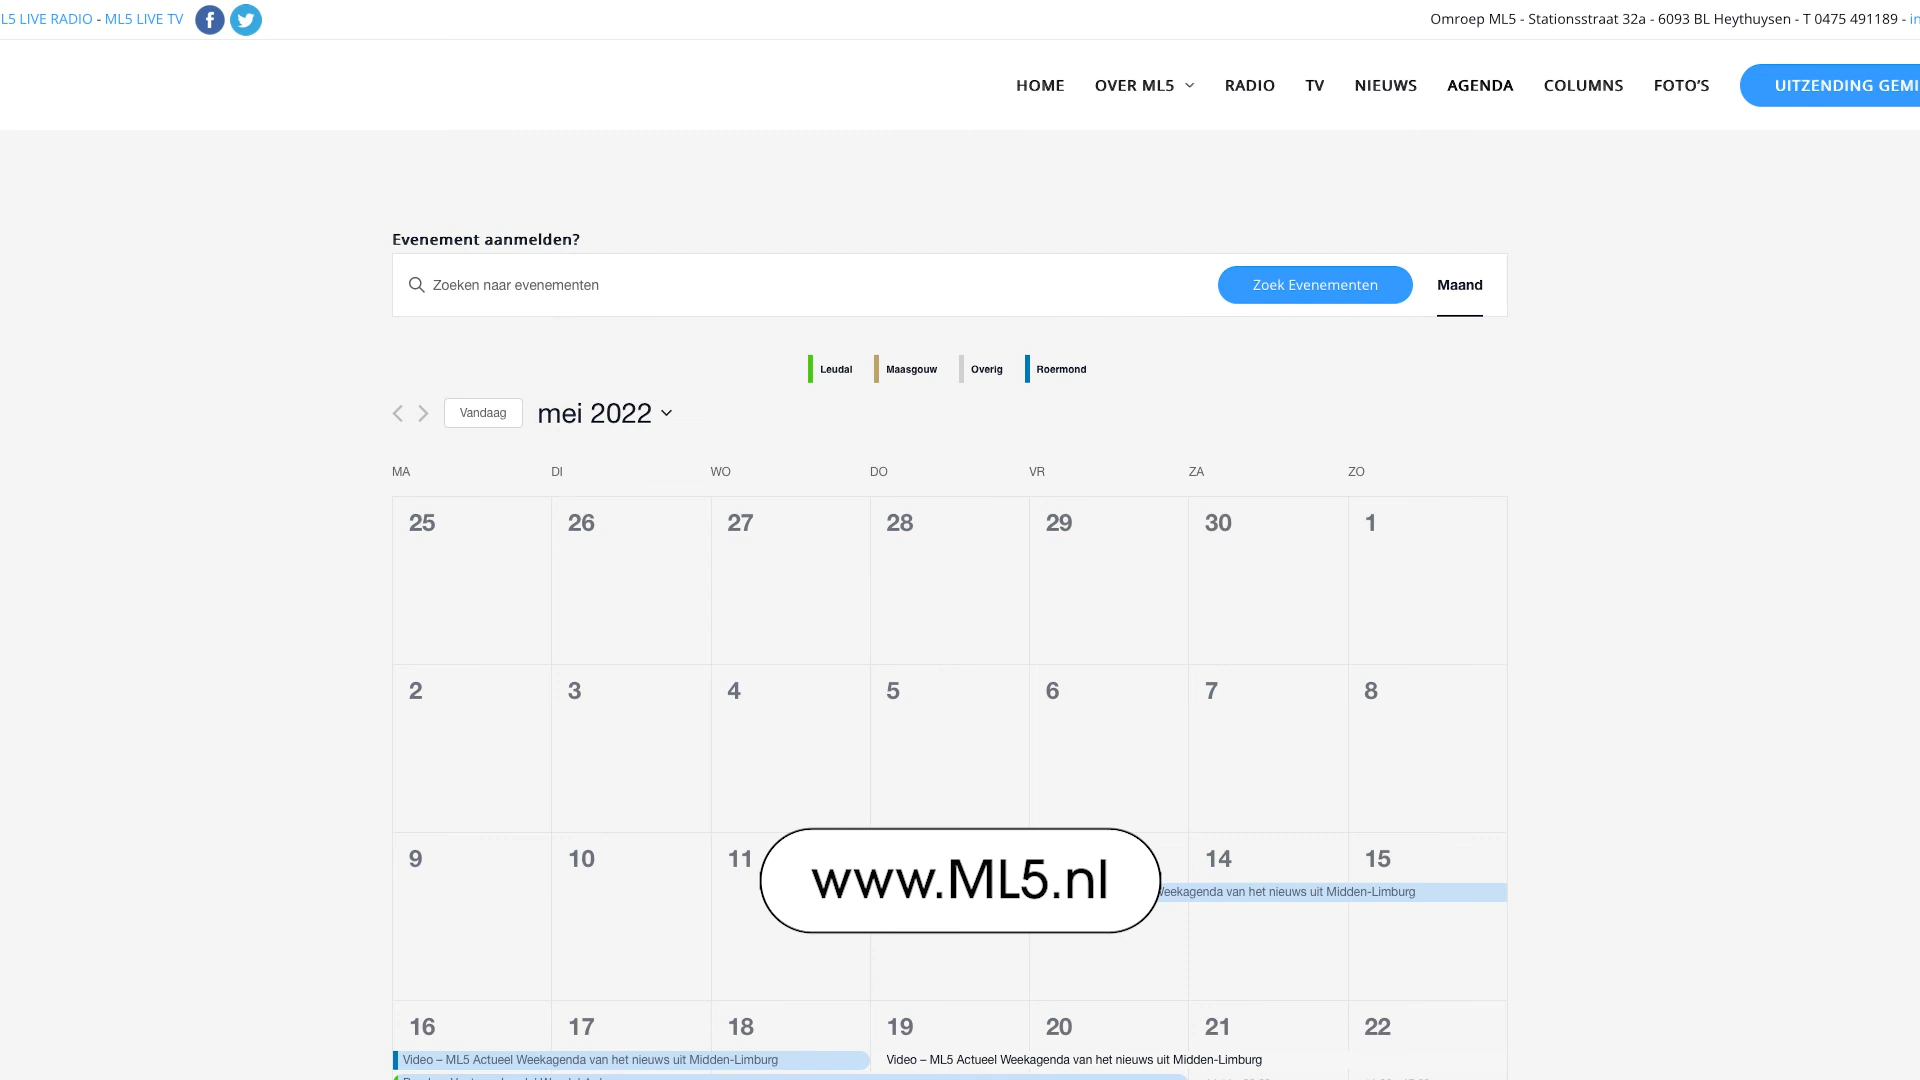 L5 LIVE RADIO - ML5 LIVE TV
Omroep ML5 - Stationsstraat 32a - 6093 BL Heythuysen - T 0475 491189 -
HOME OVER ML5 RADIO TV NIEUWS AGENDA COLUMNS FOTO'S UITZENDING GEMI
Evenement aanmelden?
Zoeken naar evenementen Zoek Evenementen Maand
Leudal Maasgouw Overig Roermond
Vandaag mei 2022
MA DI WO DO VR ZA ZO
25 26 27 28 29 30 1
2 3 4 5 6 7 8
9 10 11 14 15
www.ML5.nl
Weekagenda van het nieuws uit Midden-Limburg
16 17 18 19 20 21 22
Video – ML5 Actueel Weekagenda van het nieuws uit Midden-Limburg Video – ML5 Actueel Weekagenda van het nieuws uit Midden-Limburg